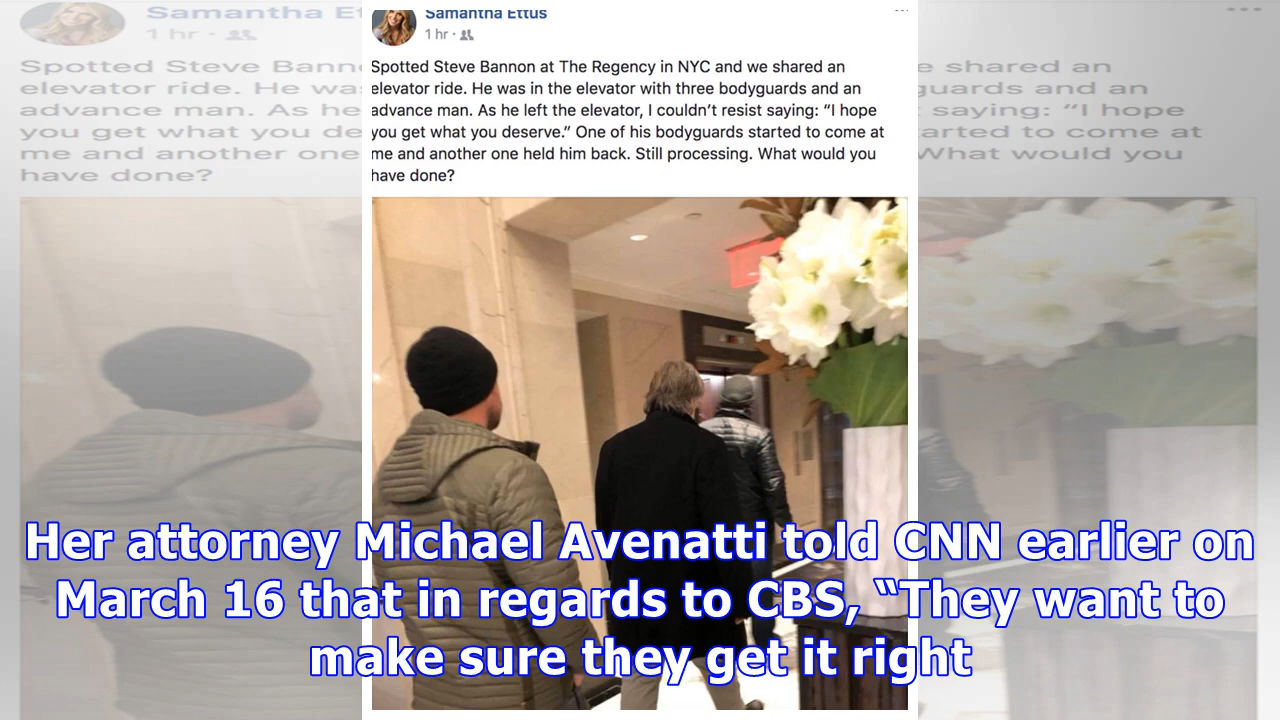 Samantha Ettus
1 hr ·
Spotted Steve Bannon at The Regency in NYC and we shared an
elevator ride. He was in the elevator with three bodyguards and an
advance man. As he left the elevator, I couldn’t resist saying: “I hope
you get what you deserve.” One of his bodyguards started to come at
me and another one held him back. Still processing. What would you
have done?
Her attorney Michael Avenatti told CNN earlier on
March 16 that in regards to CBS, “They want to
make sure they get it right